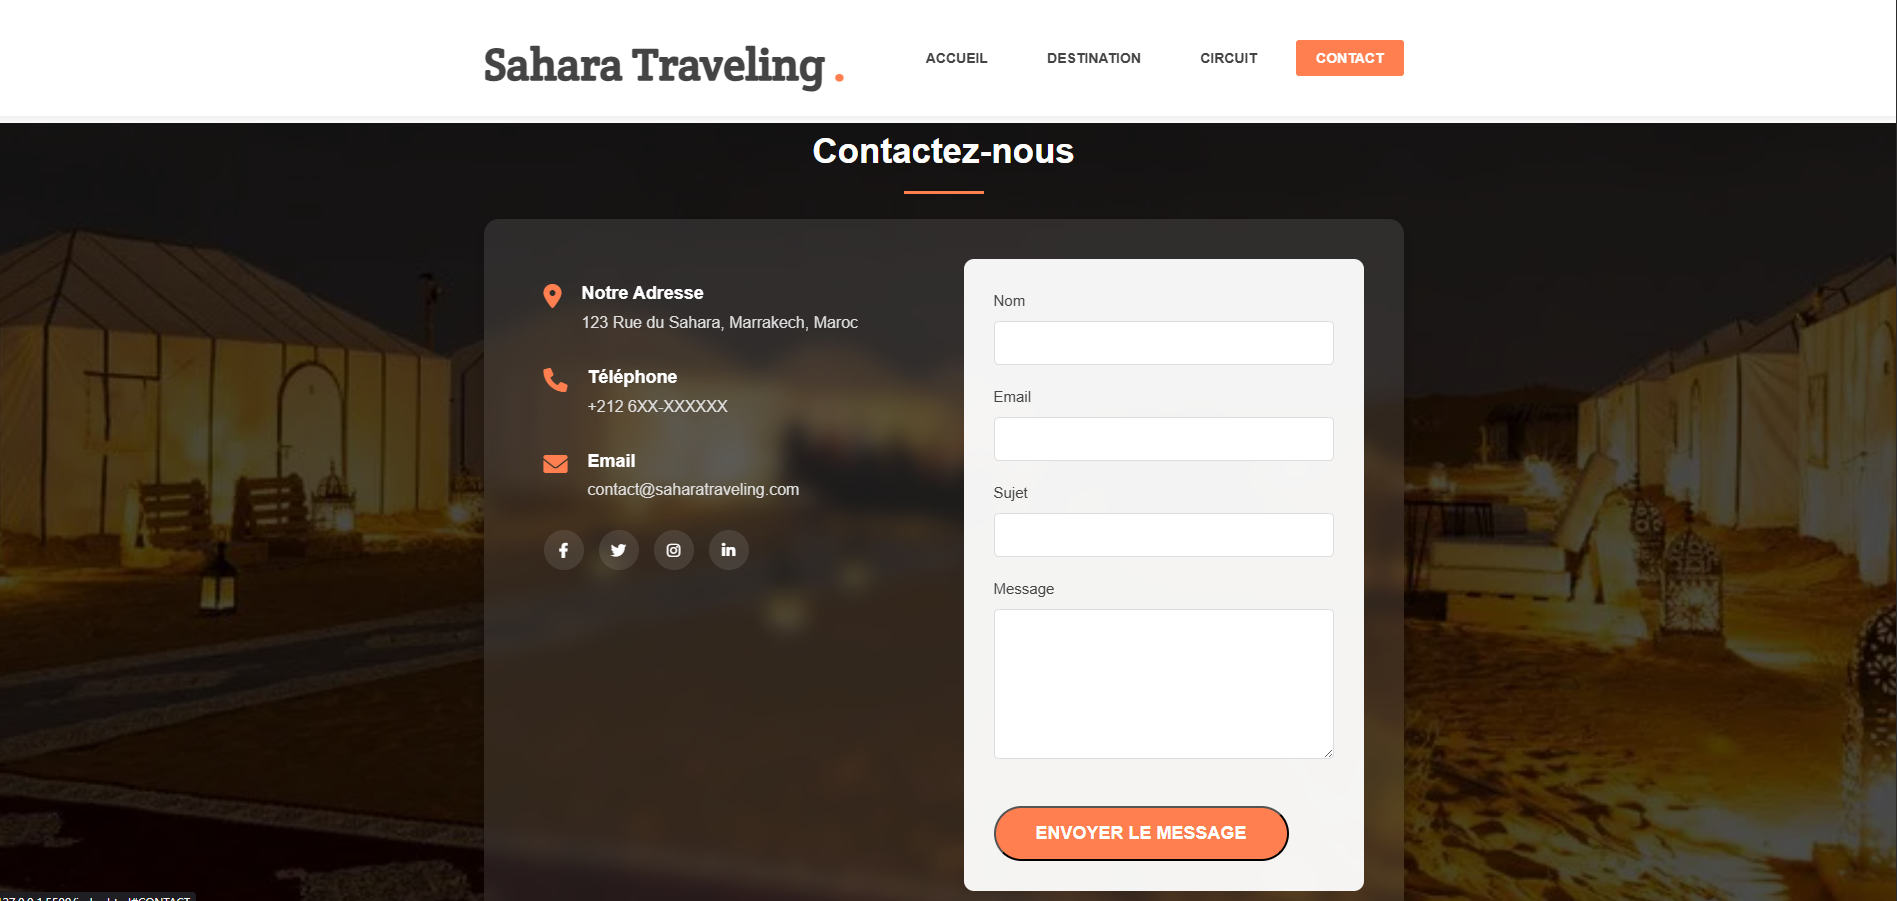 Sahara Traveling .
ACCUEIL
DESTINATION
CIRCUIT
CONTACT
Contactez-nous
Notre Adresse
123 Rue du Sahara, Marrakech, Maroc
Téléphone
+212 6XX-XXXXXX
Email
contact@saharatraveling.com
Nom
Email
Sujet
Message
ENVOYER LE MESSAGE